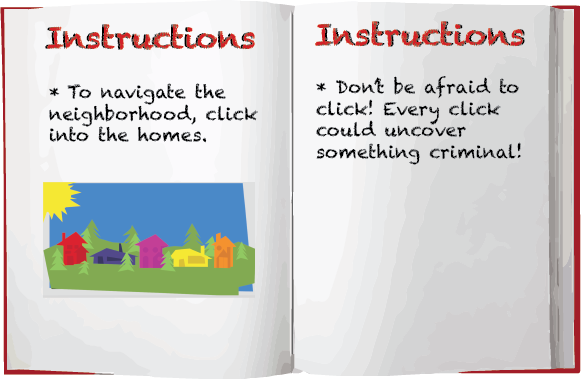 Instructions
* To navigate the
neighborhood, click
into the homes.
Instructions
* Don't be afraid to
click! Every click
could uncover
something criminal!